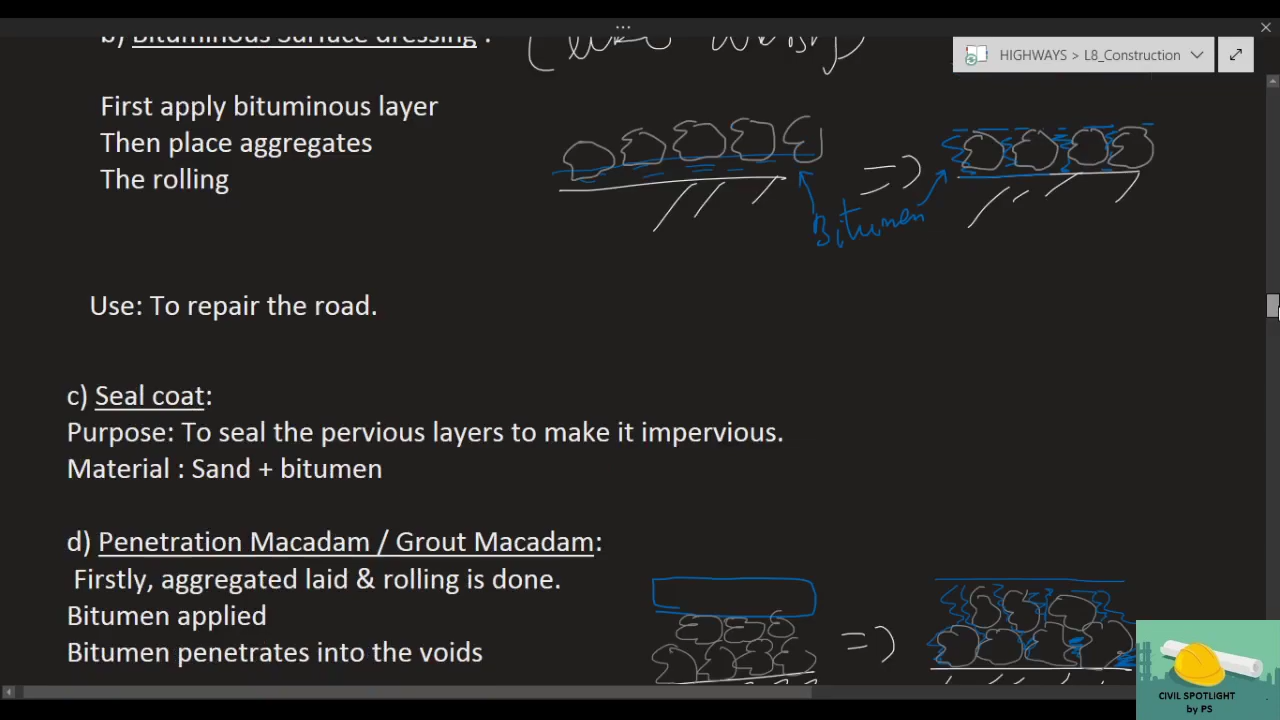 b) Bituminous Surface dressing :
HIGHWAYS > L8_Construction
First apply bituminous layer
Then place aggregates
The rolling
Bitumen
Use: To repair the road.
c) Seal coat:
Purpose: To seal the pervious layers to make it impervious.
Material : Sand + bitumen
d) Penetration Macadam / Grout Macadam:
Firstly, aggregated laid & rolling is done.
Bitumen applied
Bitumen penetrates into the voids
CIVIL SPOTLIGHT
by PS